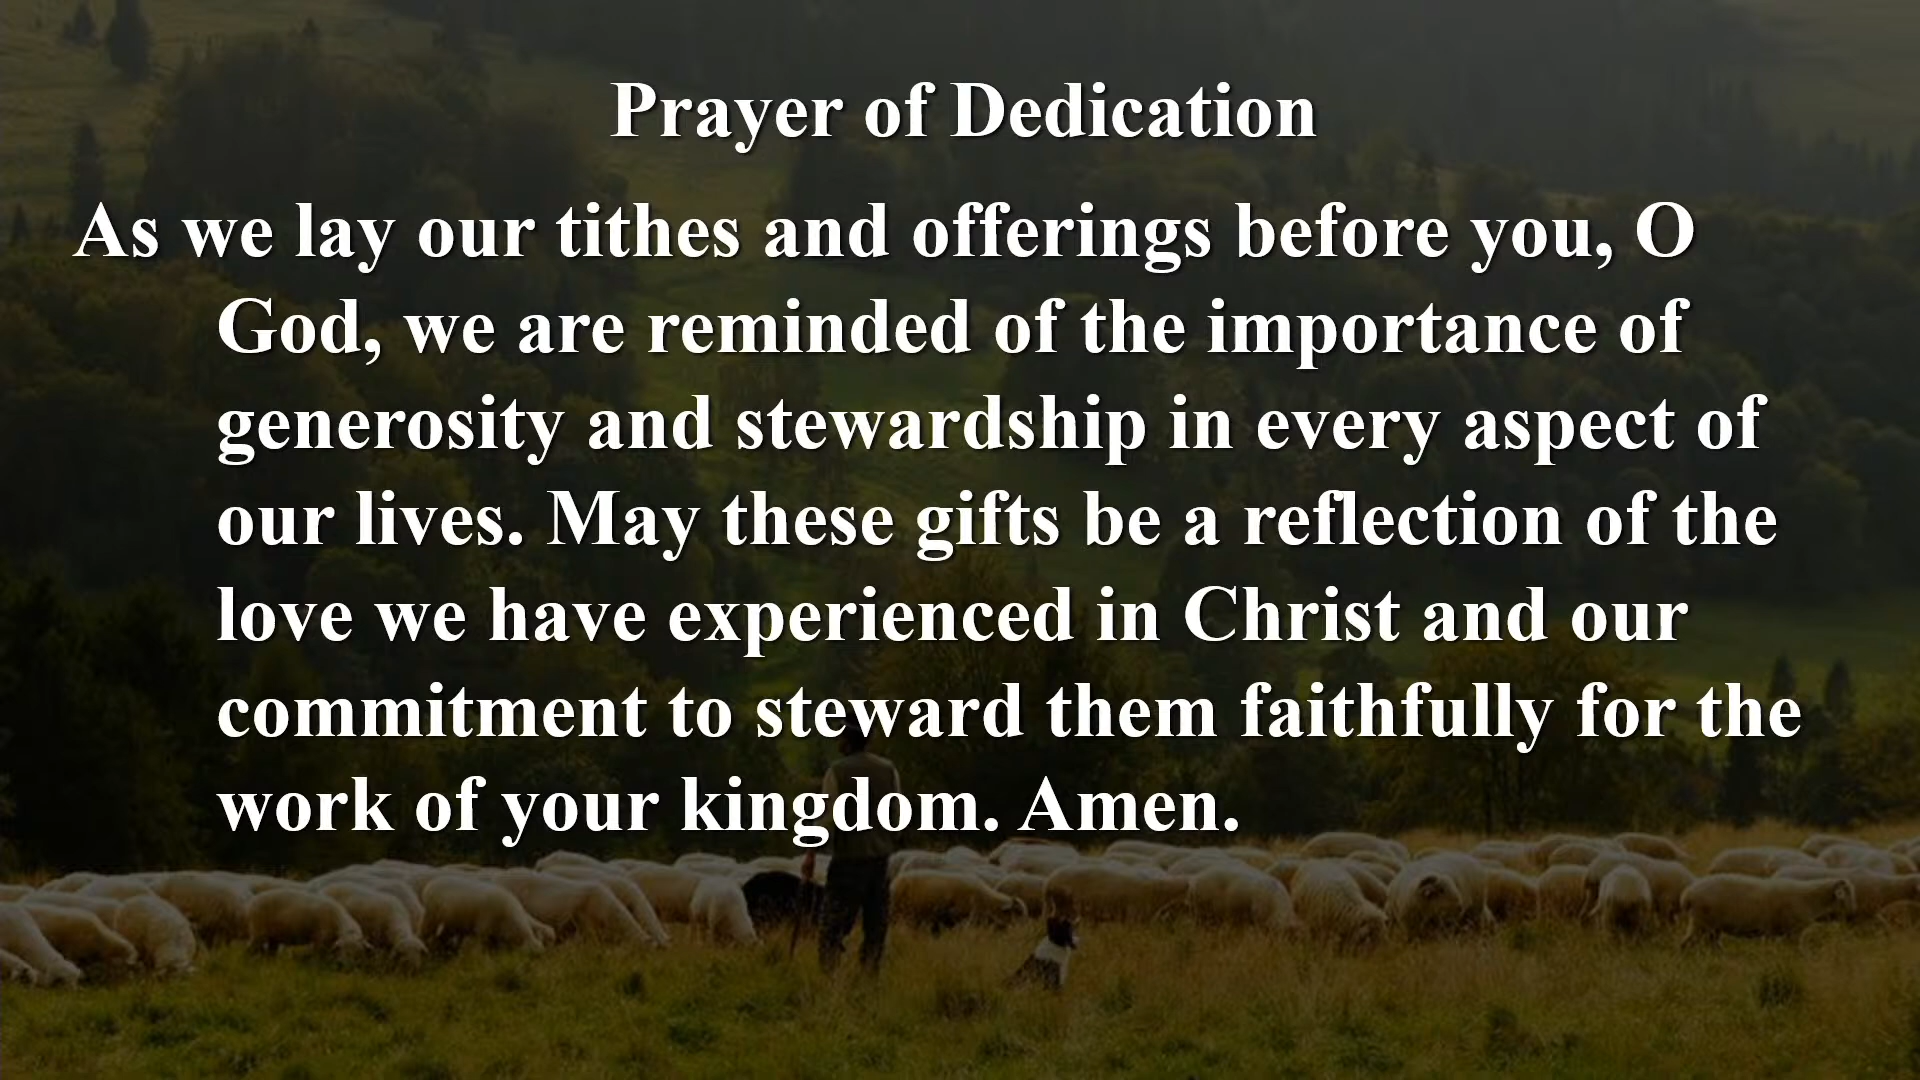 Prayer of Dedication
As we lay our tithes and offerings before you, O
God, we are reminded of the importance of
generosity and stewardship in every aspect of
our lives. May these gifts be a reflection of the
love we have experienced in Christ and our
commitment to steward them faithfully for the
work of your kingdom. Amen.